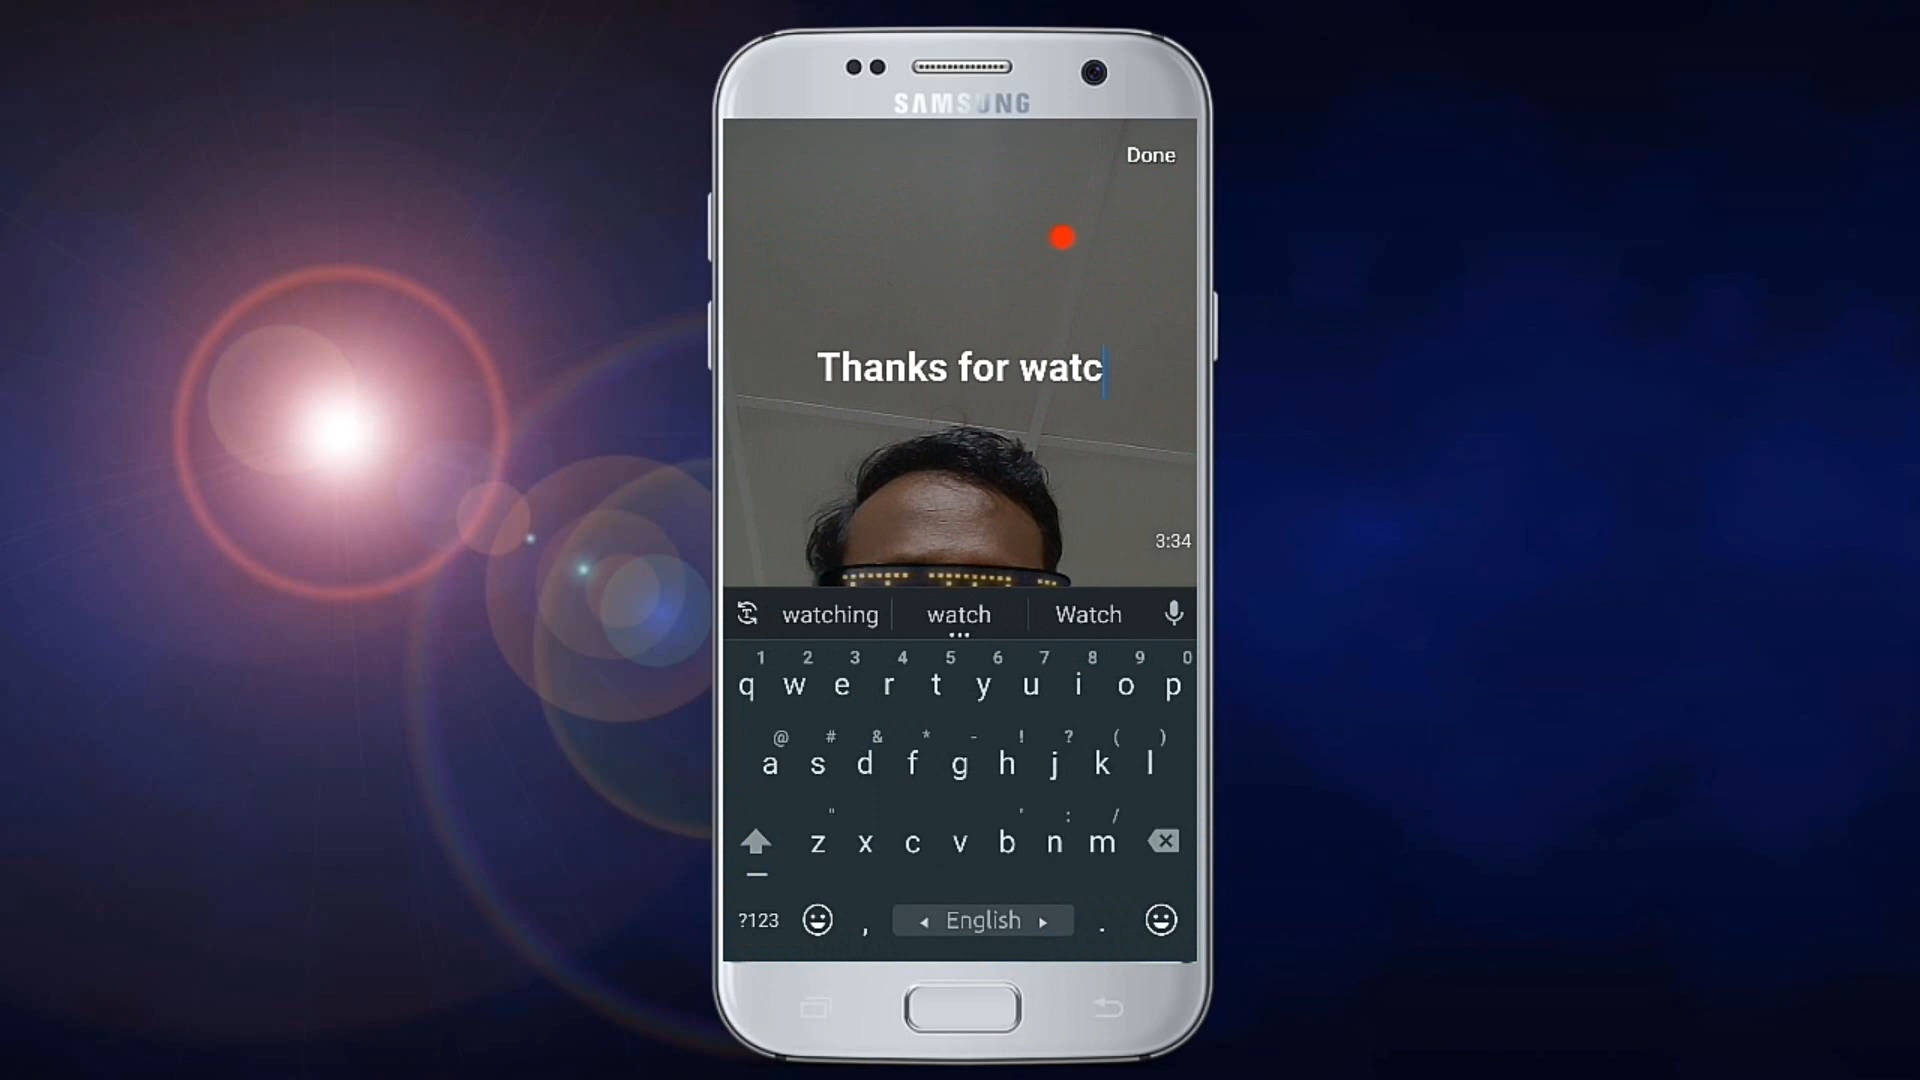 SAMSUNG
Done
Thanks for watc
3:34
watching watch Watch
1 2 3 4 5 6 7 8 9 0
q w e r t y u i o p
@ # & * - ! ? ( )
a s d f g h j k l
" ' : /
z x c v b n m
?123 , English .